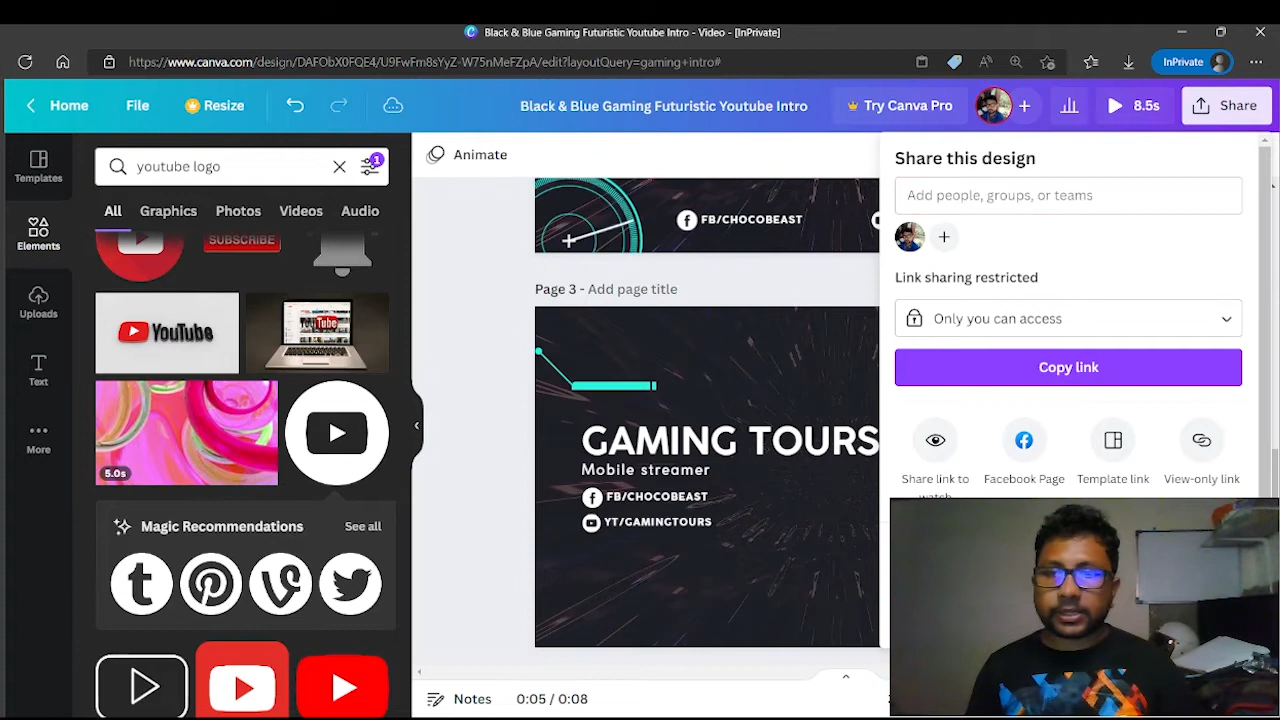 Black & Blue Gaming Futuristic Youtube Intro - Video - [InPrivate]
https://www.canva.com/design/DAFObX0FQE4/U9FwFm8sYyZ-W75nMeFZpA/edit?layoutQuery=gaming+intro#
InPrivate
Home
File
Resize
Black & Blue Gaming Futuristic Youtube Intro
Try Canva Pro
8.5s
Share
Templates
Elements
Uploads
Text
More
youtube logo
1
All
Graphics
Photos
Videos
Audio
SUBSCRIBE
YouTube
Tube
5.0s
Magic Recommendations
See all
Animate
FB/CHOCOBEAST
Page 3 - Add page title
GAMING TOURS
Mobile streamer
FB/CHOCOBEAST
YT/GAMINGTOURS
Notes
0:05 / 0:08
Share this design
Add people, groups, or teams
Link sharing restricted
Only you can access
Copy link
Share link to
watch
Facebook Page
Template link
View-only link